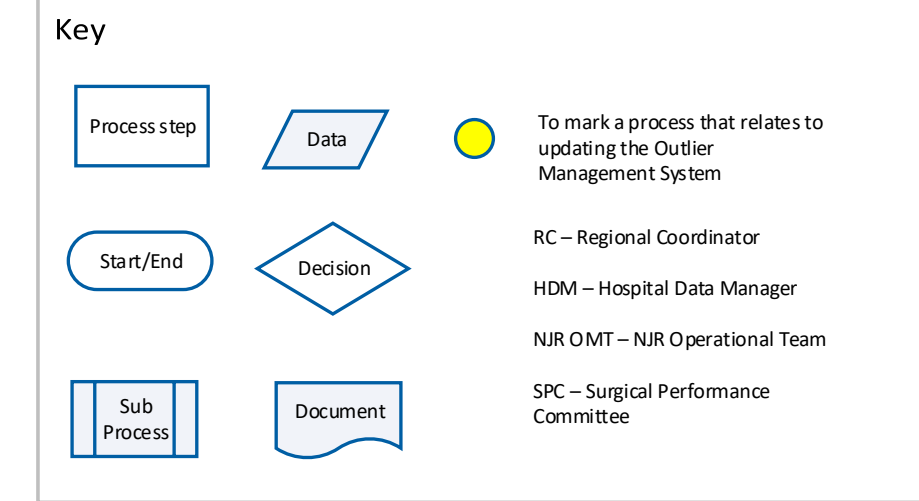 Key
Process step
Data
To mark a process that relates to
updating the Outlier
Management System
Start/End
Decision
RC – Regional Coordinator
HDM – Hospital Data Manager
NJR OMT – NJR Operational Team
Sub
Process
Document
SPC – Surgical Performance
Committee